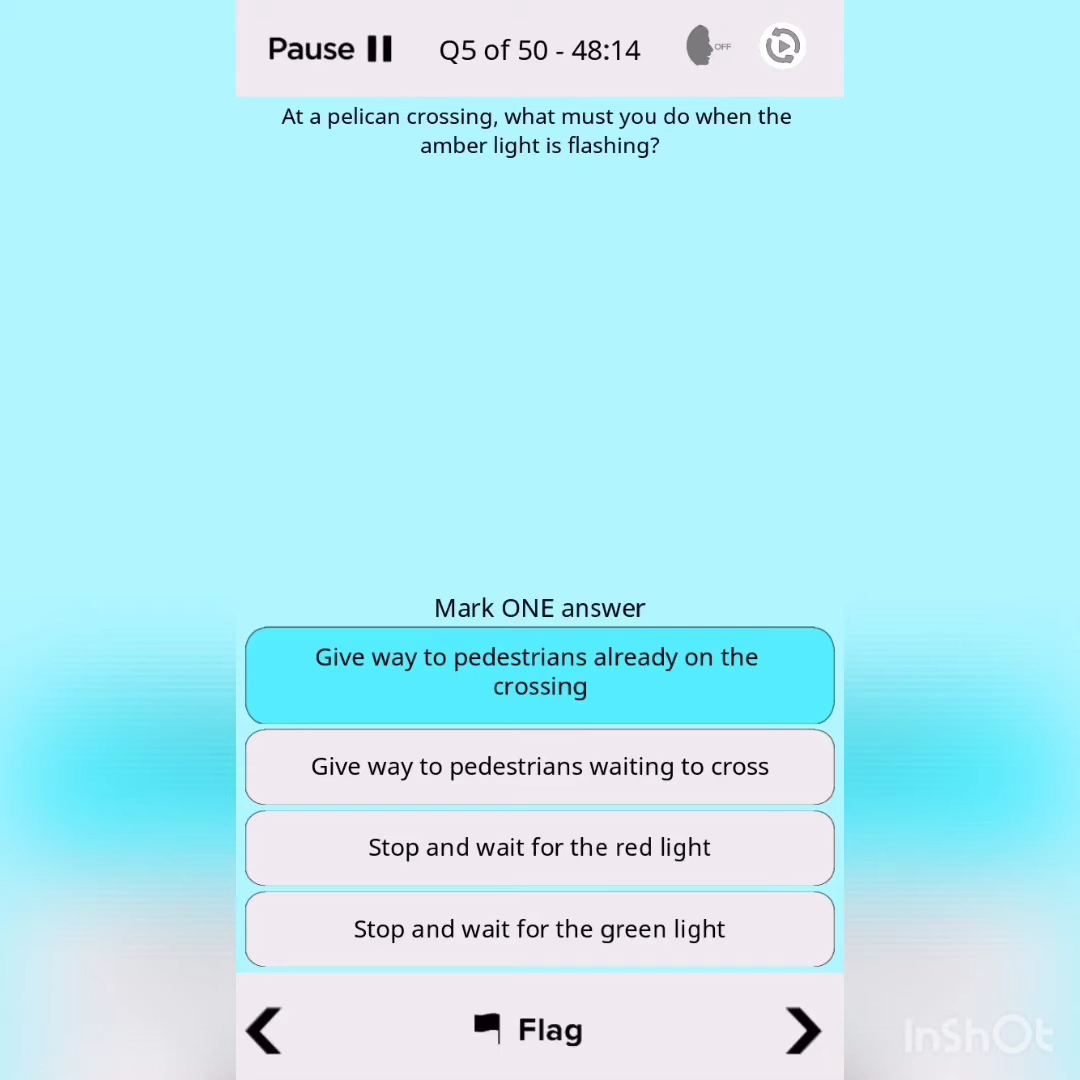 Pause
Q5 of 50 - 48:14
OFF
At a pelican crossing, what must you do when the
amber light is flashing?
Mark ONE answer
Give way to pedestrians already on the
crossing
Give way to pedestrians waiting to cross
Stop and wait for the red light
Stop and wait for the green light
Flag
InShOt